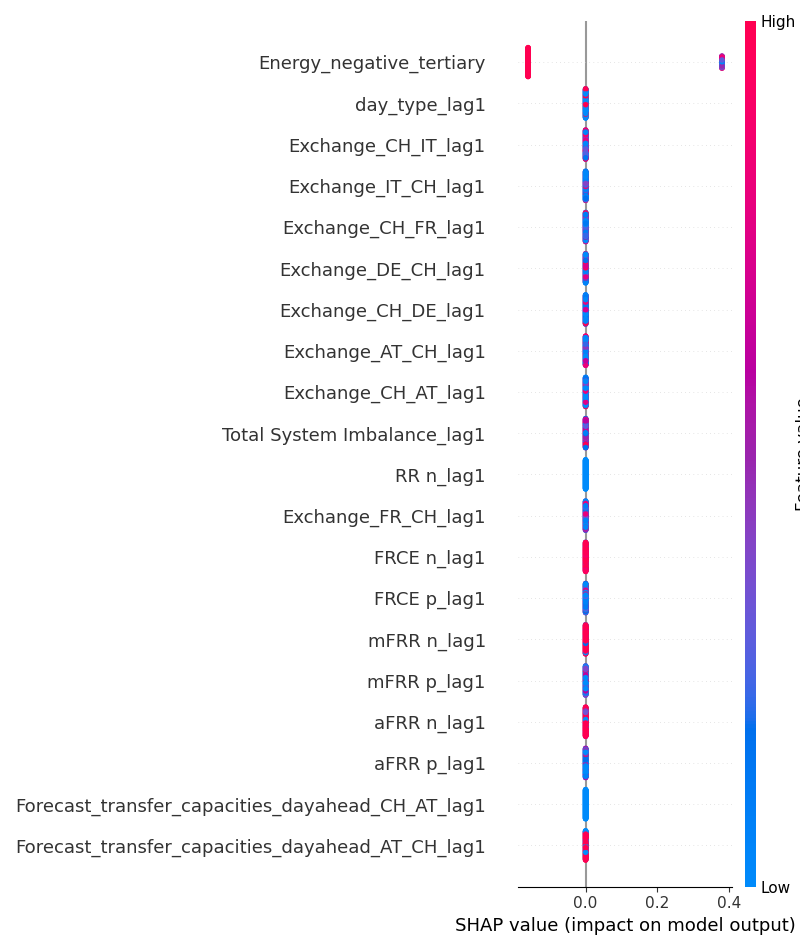 High
Energy_negative_tertiary
day_type_lag1
Exchange_CH_IT_lag1
Exchange_IT_CH_lag1
Exchange_CH_FR_lag1
Exchange_DE_CH_lag1
Exchange_CH_DE_lag1
Exchange_AT_CH_lag1
Exchange_CH_AT_lag1
Total System Imbalance_lag1
RR n_lag1
Exchange_FR_CH_lag1
FRCE n_lag1
FRCE p_lag1
mFRR n_lag1
mFRR p_lag1
aFRR n_lag1
aFRR p_lag1
Forecast_transfer_capacities_dayahead_CH_AT_lag1
Forecast_transfer_capacities_dayahead_AT_CH_lag1
Low
0.0 0.2 0.4
SHAP value (impact on model output)